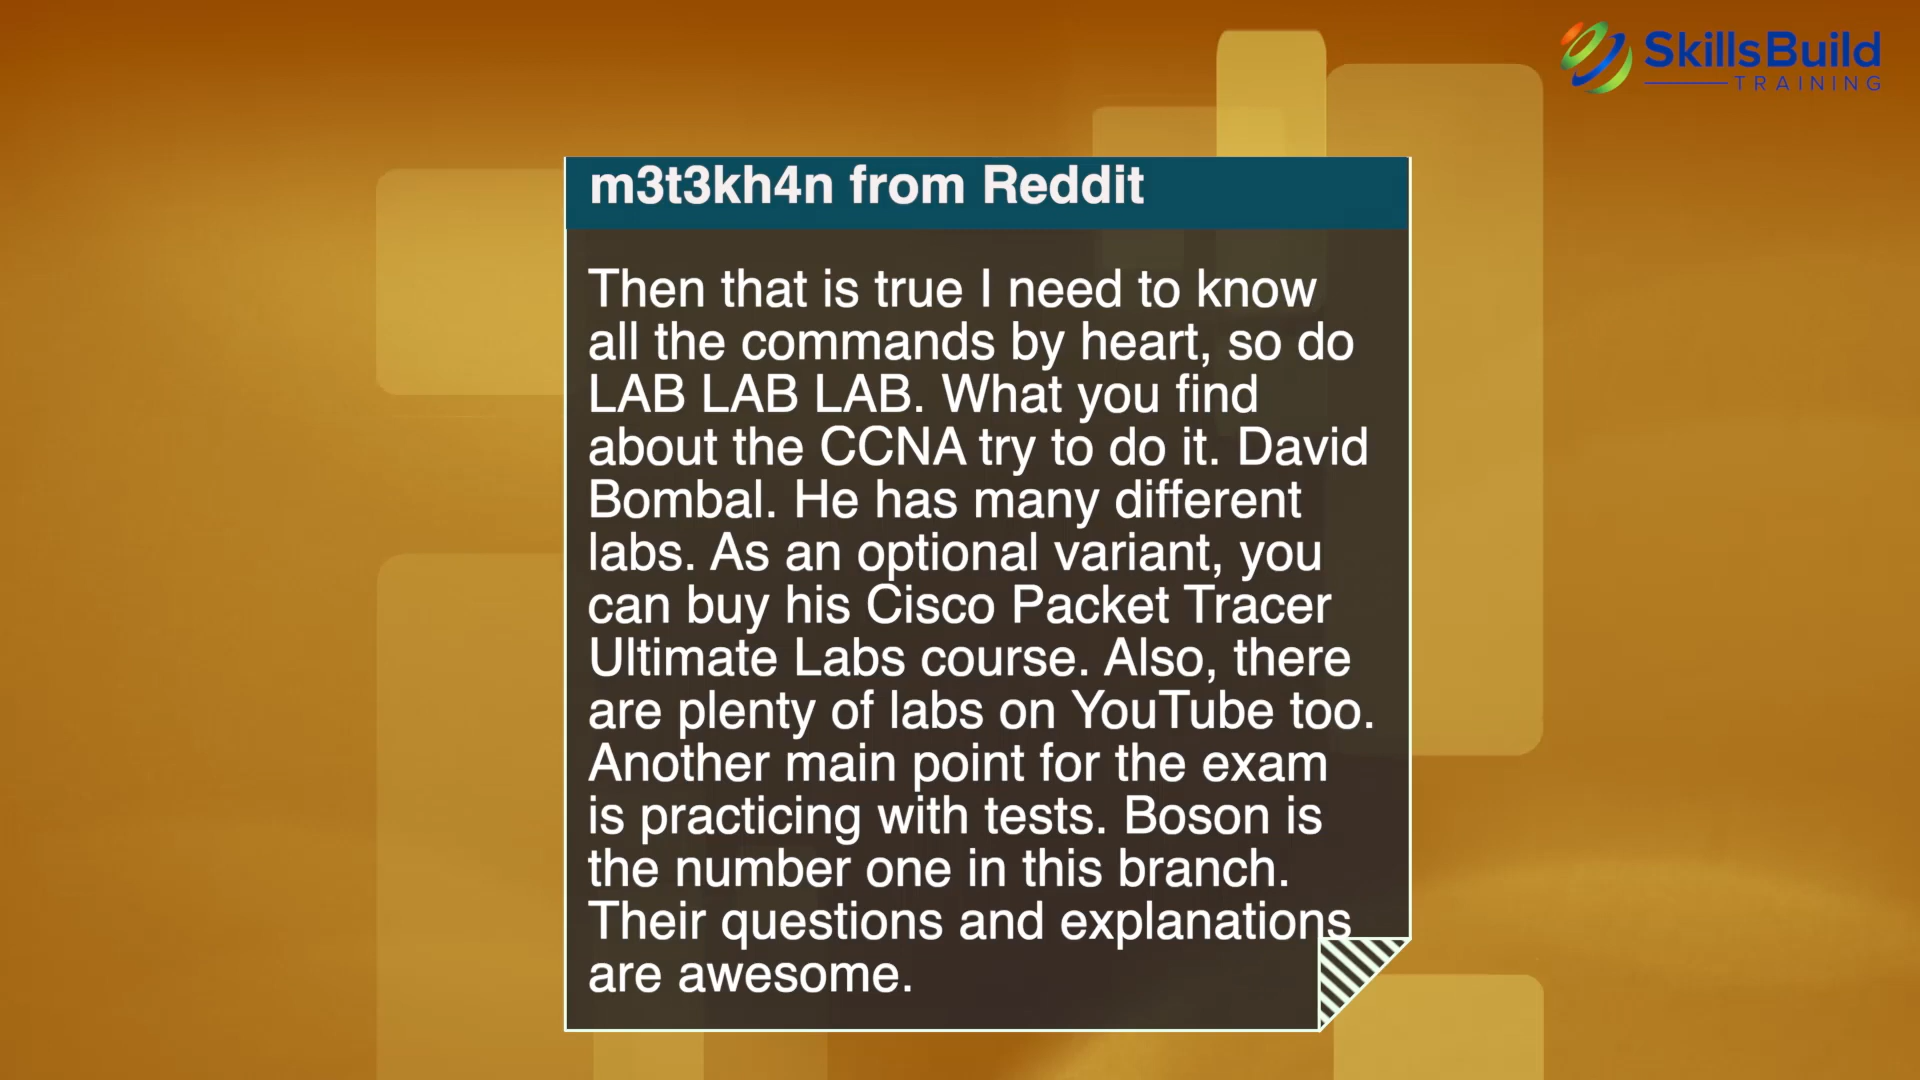 SkillsBuild
TRAINING
m3t3kh4n from Reddit
Then that is true I need to know
all the commands by heart, so do
LAB LAB LAB. What you find
about the CCNA try to do it. David
Bombal. He has many different
labs. As an optional variant, you
can buy his Cisco Packet Tracer
Ultimate Labs course. Also, there
are plenty of labs on YouTube too.
Another main point for the exam
is practicing with tests. Boson is
the number one in this branch.
Their questions and explanations
are awesome.